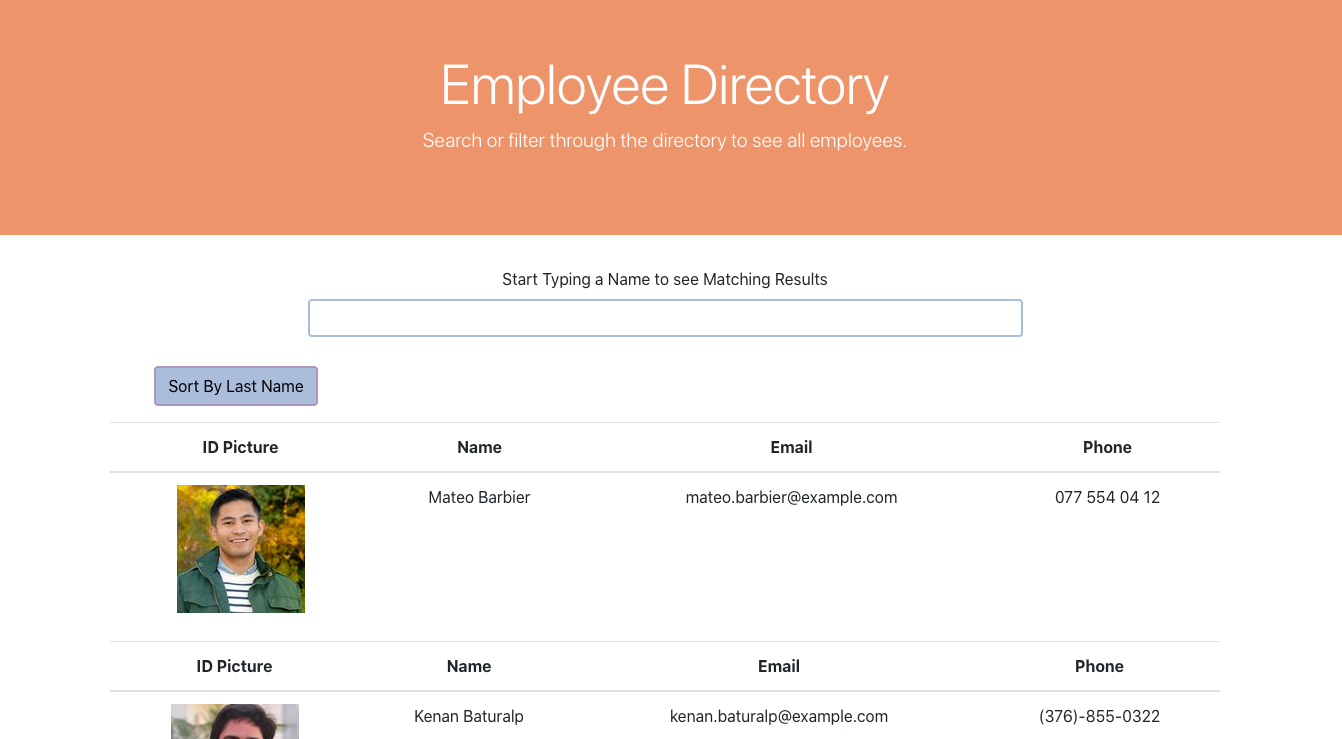 Employee Directory
Search or filter through the directory to see all employees.
Start Typing a Name to see Matching Results
Sort By Last Name
ID Picture Name Email Phone
Mateo Barbier mateo.barbier@example.com 077 554 04 12
ID Picture Name Email Phone
Kenan Baturalp kenan.baturalp@example.com (376)-855-0322